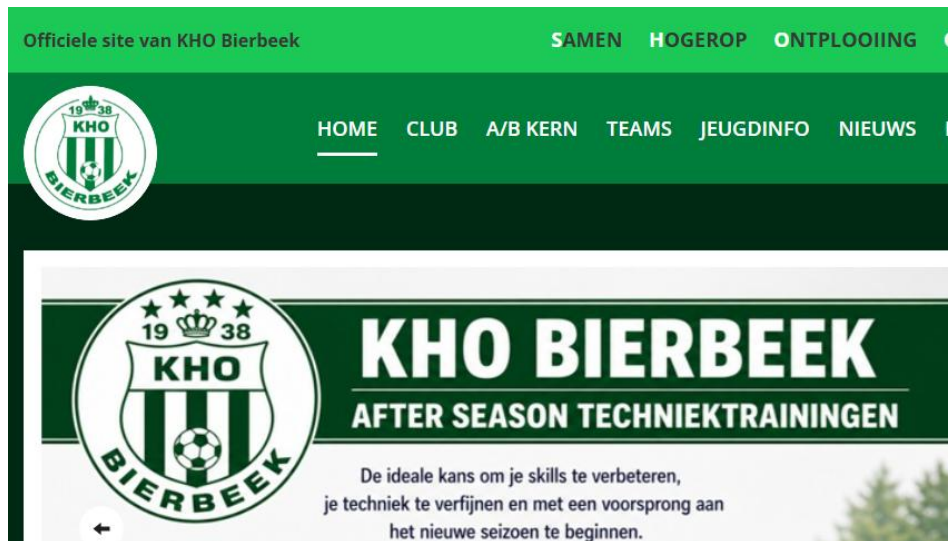 Officiele site van KHO Bierbeek
SAMEN HOGEROP ONTPLOOIING
19 38
KHO
BIERBEEK
HOME CLUB A/B KERN TEAMS JEUGDINFO NIEUWS
19 38
KHO
BIERBEEK
KHO BIERBEEK
AFTER SEASON TECHNIEKTRAININGEN
De ideale kans om je skills te verbeteren,
je techniek te verfijnen en met een voorsprong aan
het nieuwe seizoen te beginnen.